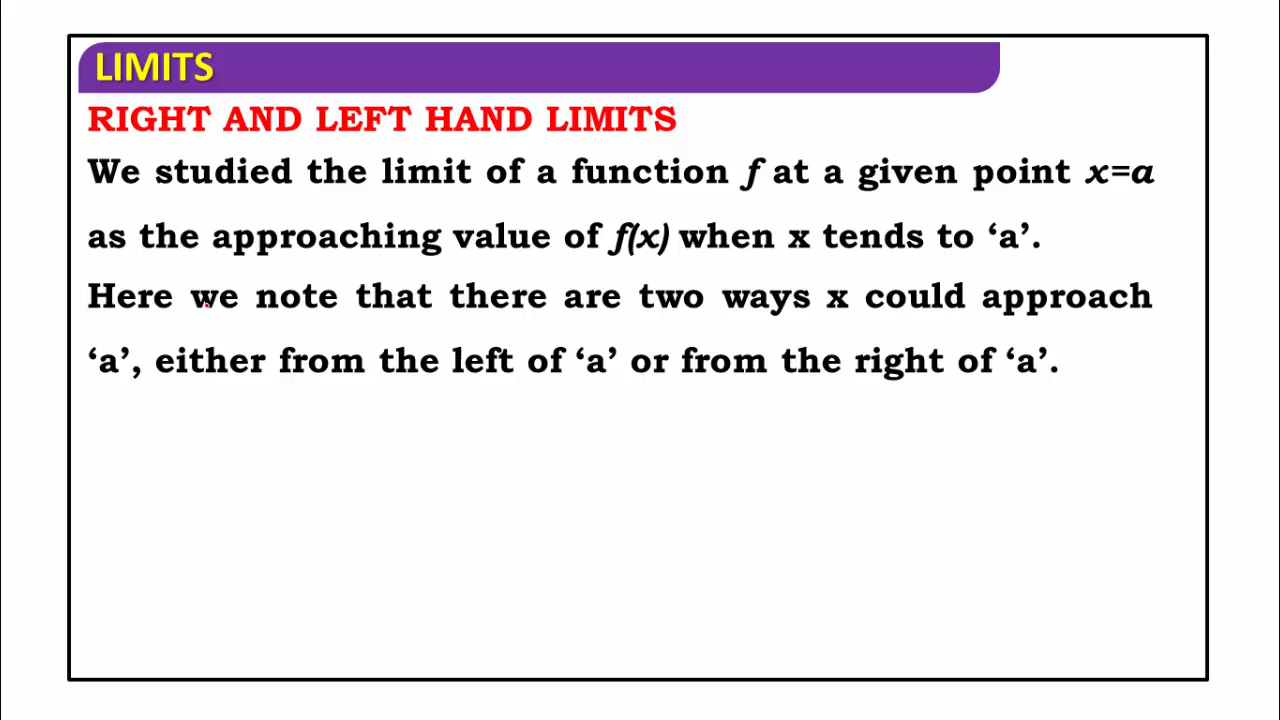 LIMITS
RIGHT AND LEFT HAND LIMITS
We studied the limit of a function f at a given point x=a
as the approaching value of f(x) when x tends to ‘a’.
Here we note that there are two ways x could approach
‘a’, either from the left of ‘a’ or from the right of ‘a’.